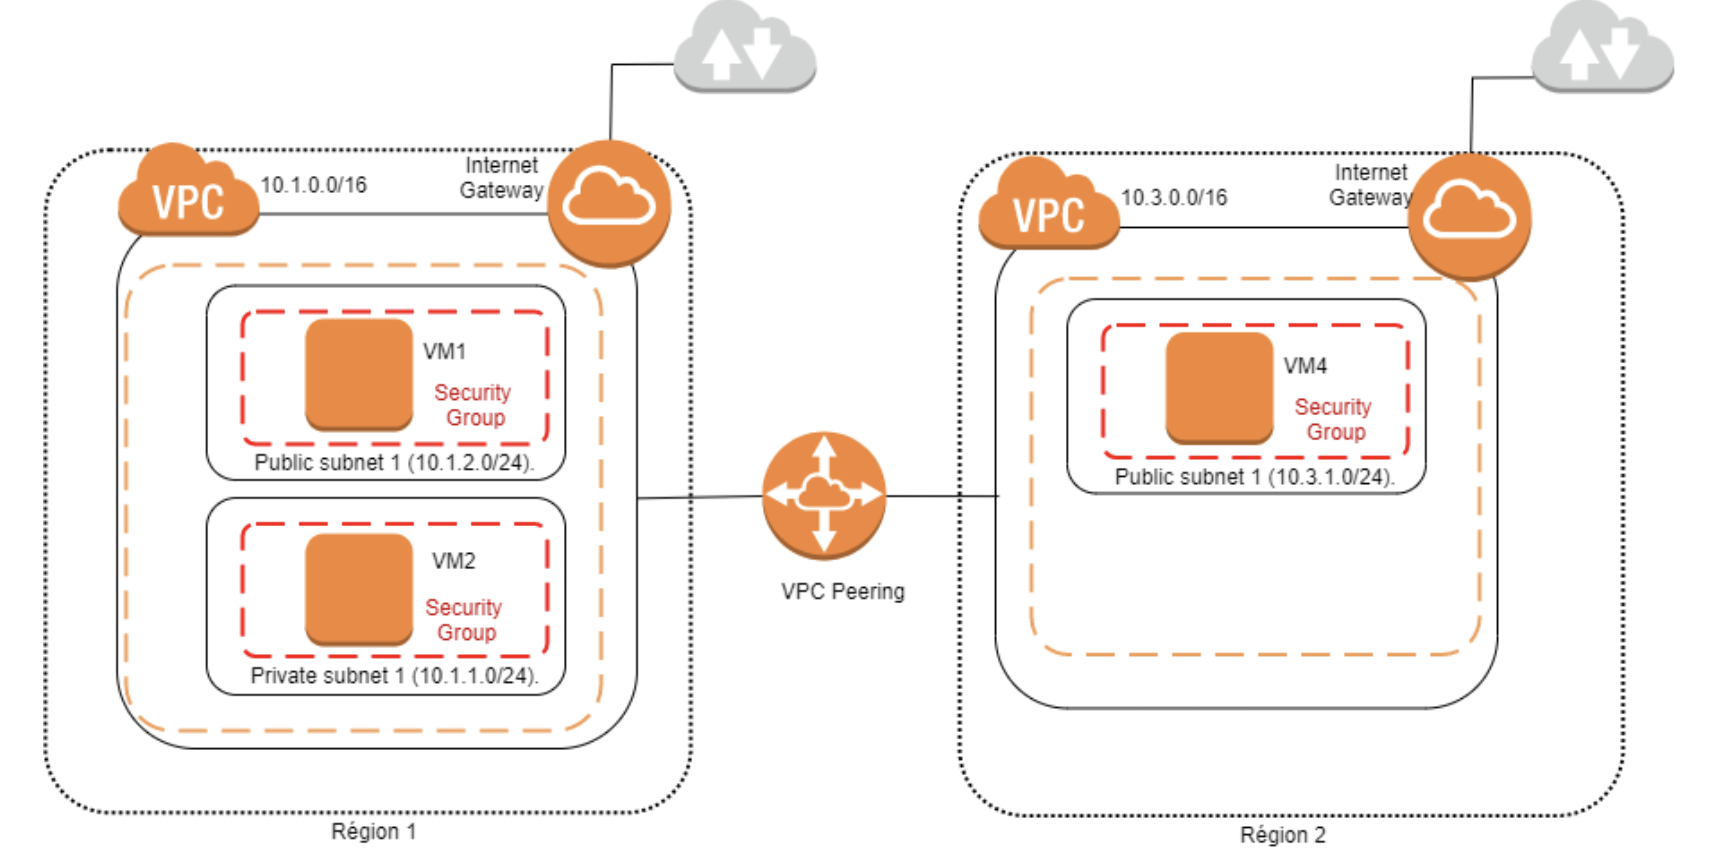 VPC
10.1.0.0/16
Internet
Gateway
VM1
Security
Group
Public subnet 1 (10.1.2.0/24).
VM2
Security
Group
Private subnet 1 (10.1.1.0/24).
Région 1
VPC Peering
VPC
10.3.0.0/16
Internet
Gateway
VM4
Security
Group
Public subnet 1 (10.3.1.0/24).
Région 2